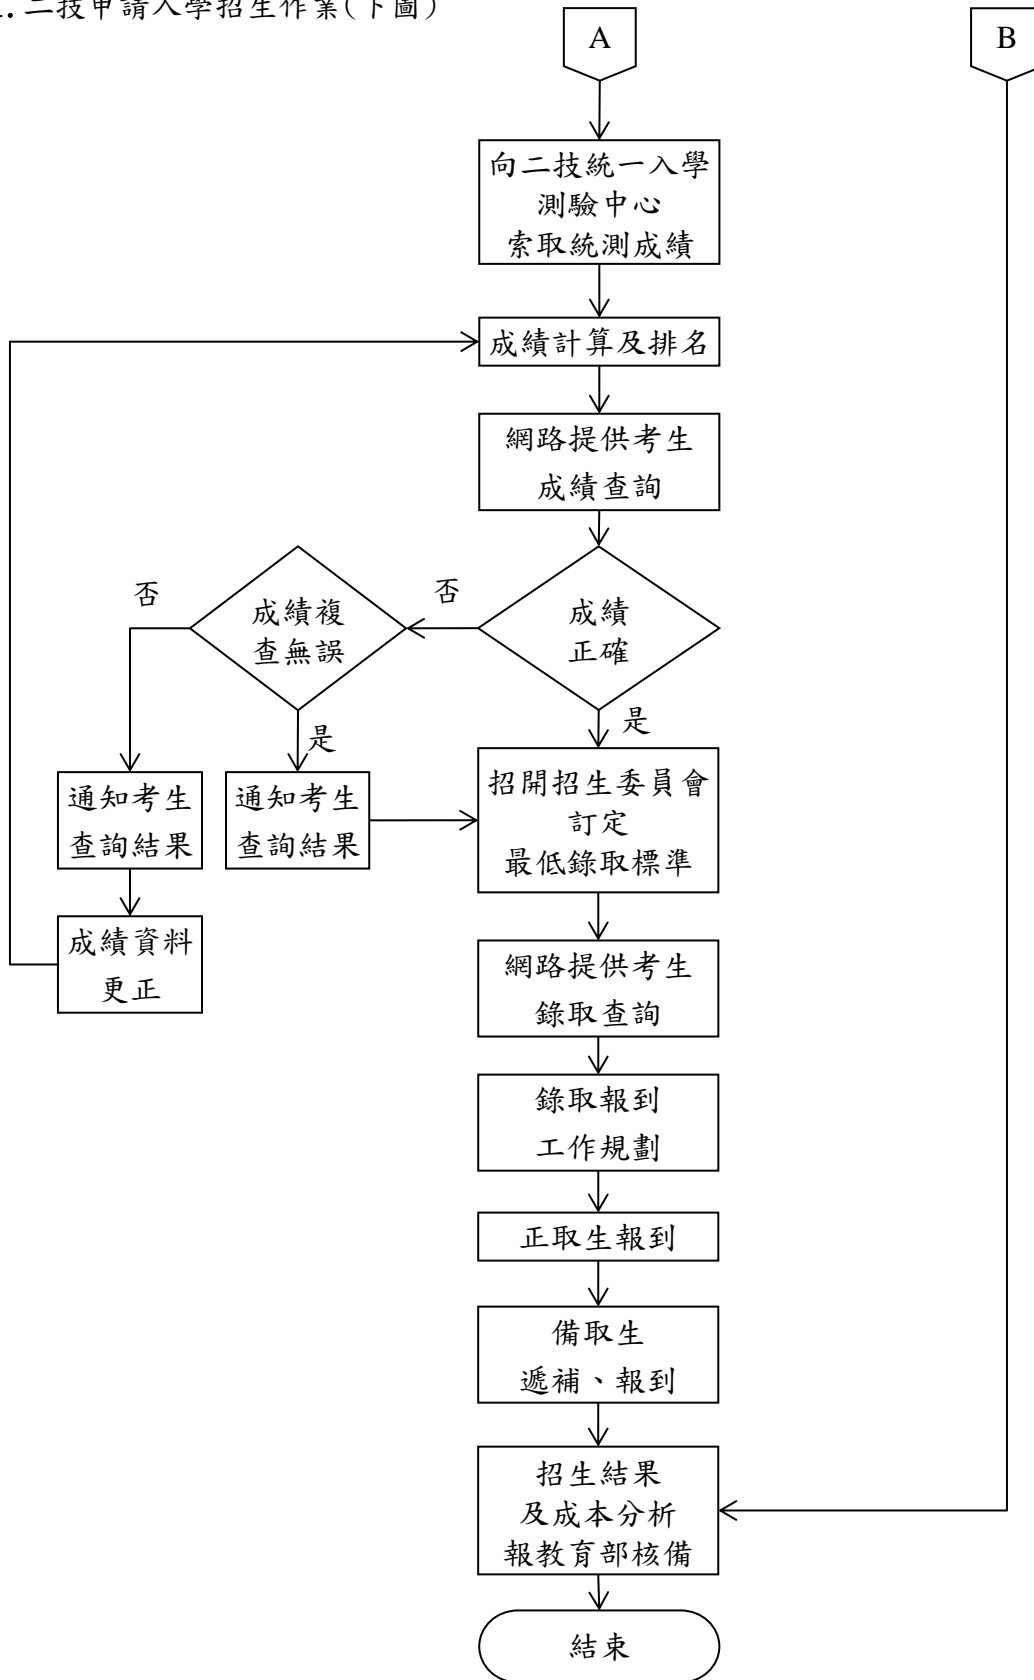 .二技申請入學招生作業(下圖)
A
B
向二技統一入學
測驗中心
索取統測成績
成績計算及排名
網路提供考生
成績查詢
成績
正確
否
成績複
查無誤
否
是
是
通知考生
查詢結果
通知考生
查詢結果
招開招生委員會
訂定
最低錄取標準
成績資料
更正
網路提供考生
錄取查詢
錄取報到
工作規劃
正取生報到
備取生
遞補、報到
招生結果
及成本分析
報教育部核備
結束